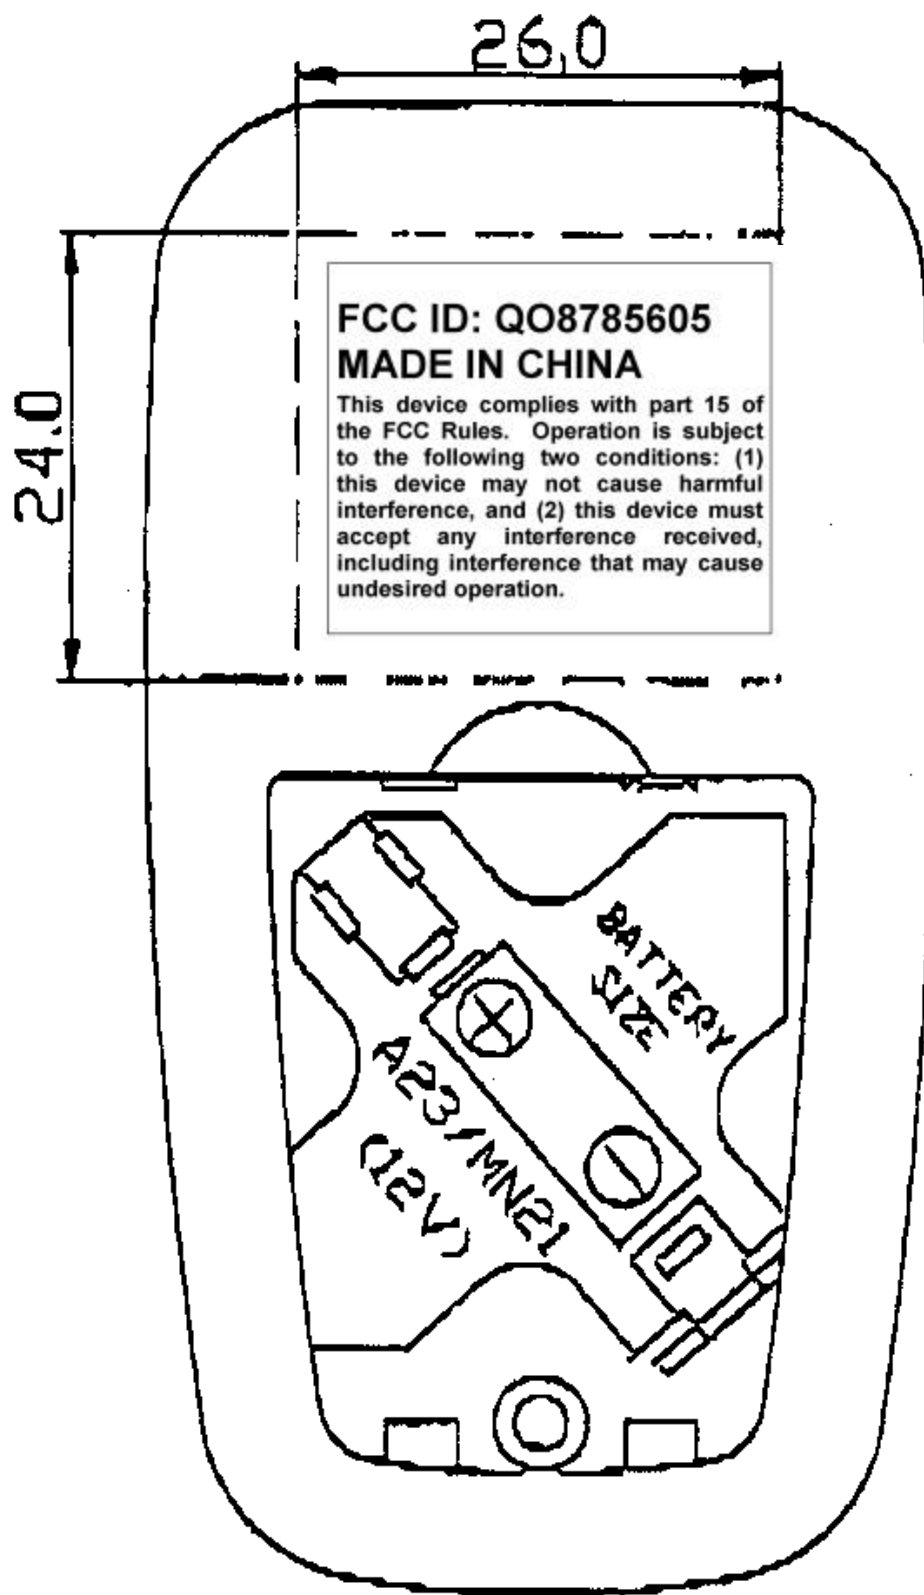 26.0
24.0
FCC ID: QO8785605
MADE IN CHINA
This device complies with part 15 of
the FCC Rules. Operation is subject
to the following two conditions: (1)
this device may not cause harmful
interference, and (2) this device must
accept any interference received,
including interference that may cause
undesired operation.
BATTERY
SIZE
A23/MN21
(12V)